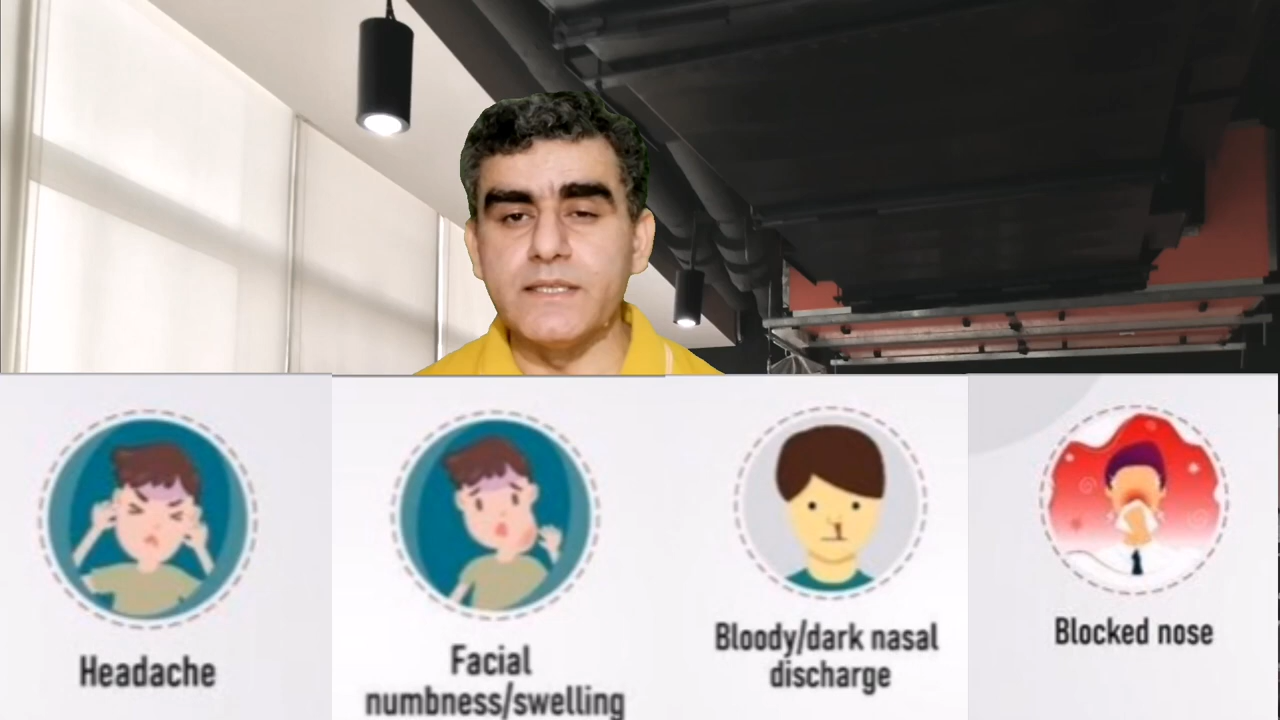 Headache
Facial
numbness/swelling
Bloody/dark nasal
discharge
Blocked nose